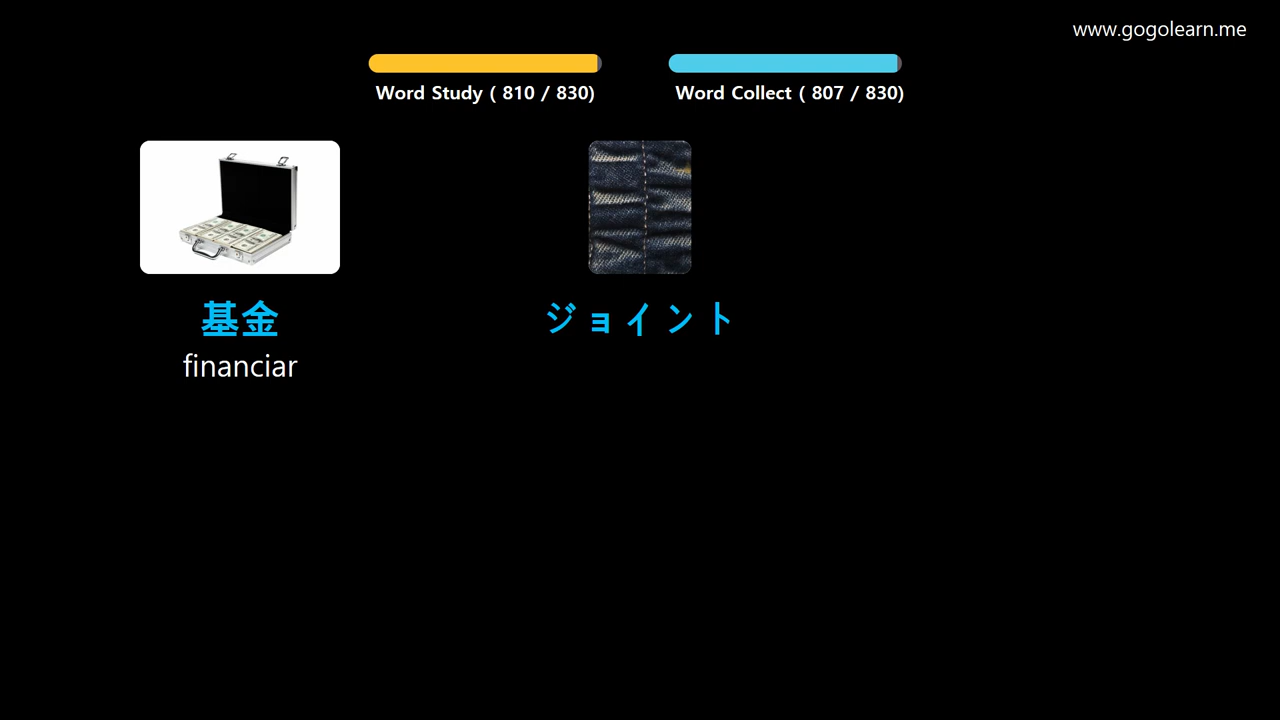 www.gogolearn.me
Word Study ( 810 / 830)
Word Collect ( 807 / 830)
基金
ジョイント
financiar